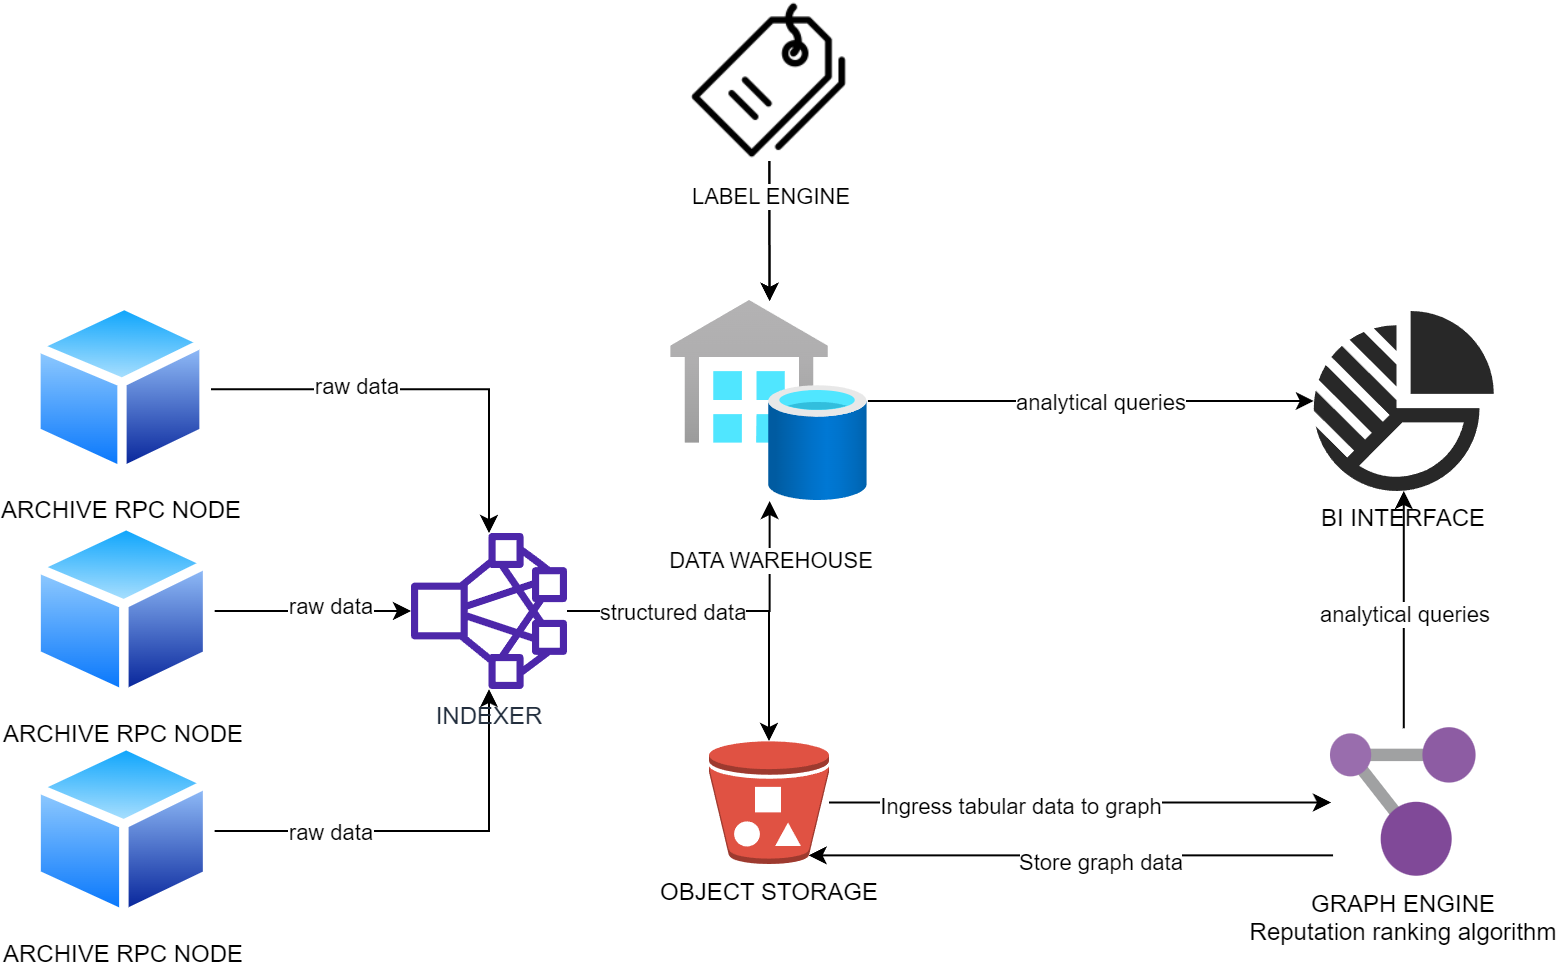 LABEL ENGINE
raw data
analytical queries
ARCHIVE RPC NODE
BI INTERFACE
DATA WAREHOUSE
raw data
structured data
analytical queries
INDEXER
ARCHIVE RPC NODE
Ingress tabular data to graph
raw data
Store graph data
OBJECT STORAGE
GRAPH ENGINE
Reputation ranking algorithm
ARCHIVE RPC NODE